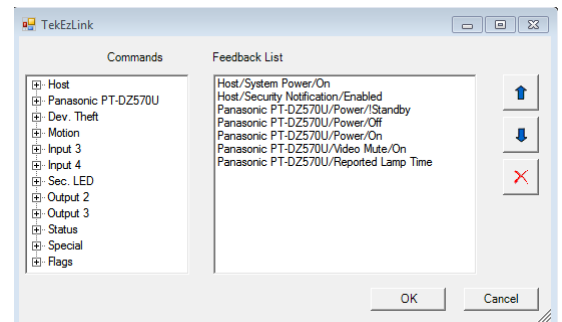 TekEzLink
Commands
Feedback List
Host
Panasonic PT-DZ570U
Dev. Theft
Motion
Input 3
Input 4
Sec. LED
Output 2
Output 3
Status
Special
Flags
Host/System Power/On
Host/Security Notification/Enabled
Panasonic PT-DZ570U/Power/!Standby
Panasonic PT-DZ570U/Power/Off
Panasonic PT-DZ570U/Power/On
Panasonic PT-DZ570U/Video Mute/On
Panasonic PT-DZ570U/Reported Lamp Time
OK
Cancel